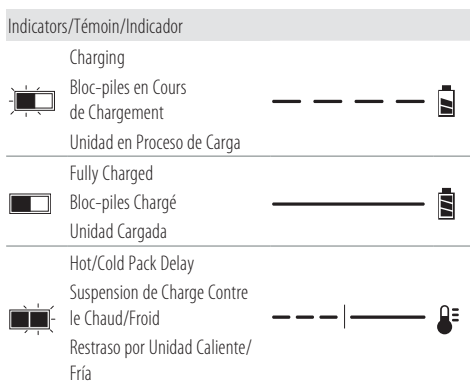 Indicators/Témoin/Indicador
Charging
Bloc-piles en Cours
de Chargement
Unidad en Proceso de Carga
Fully Charged
Bloc-piles Chargé
Unidad Cargada
Hot/Cold Pack Delay
Suspension de Charge Contre
le Chaud/Froid
Restraso por Unidad Caliente/
Fría